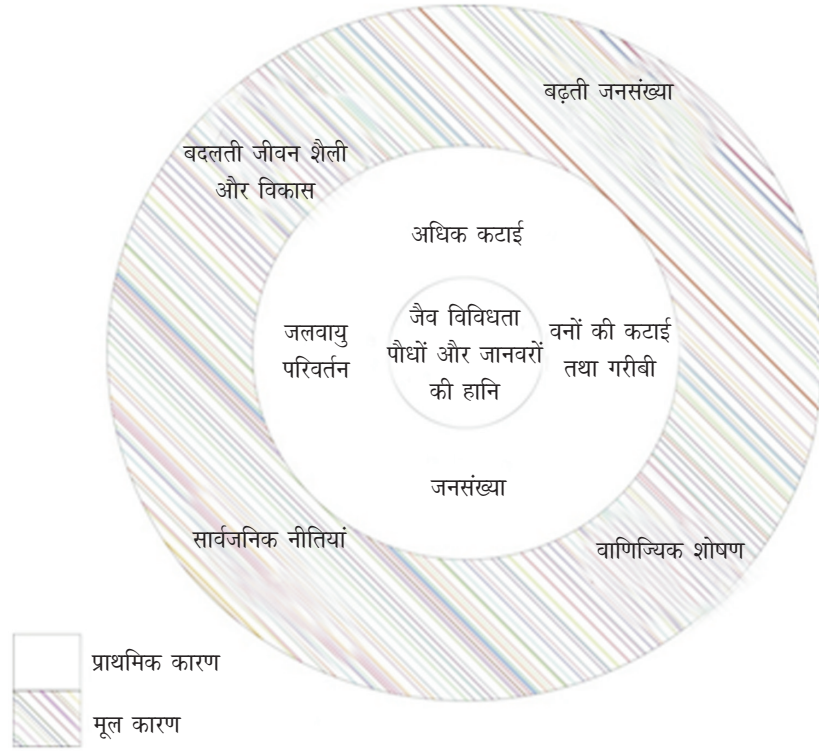 बढ़ती जनसंख्या
बदलती जीवन शैली
और विकास
अधिक कटाई
जलवायु
परिवर्तन
जैव विविधता
पौधों और जानवरों
की हानि
वनों की कटाई
तथा गरीबी
जनसंख्या
सार्वजनिक नीतियां
वाणिज्यिक शोषण
प्राथमिक कारण
मूल कारण